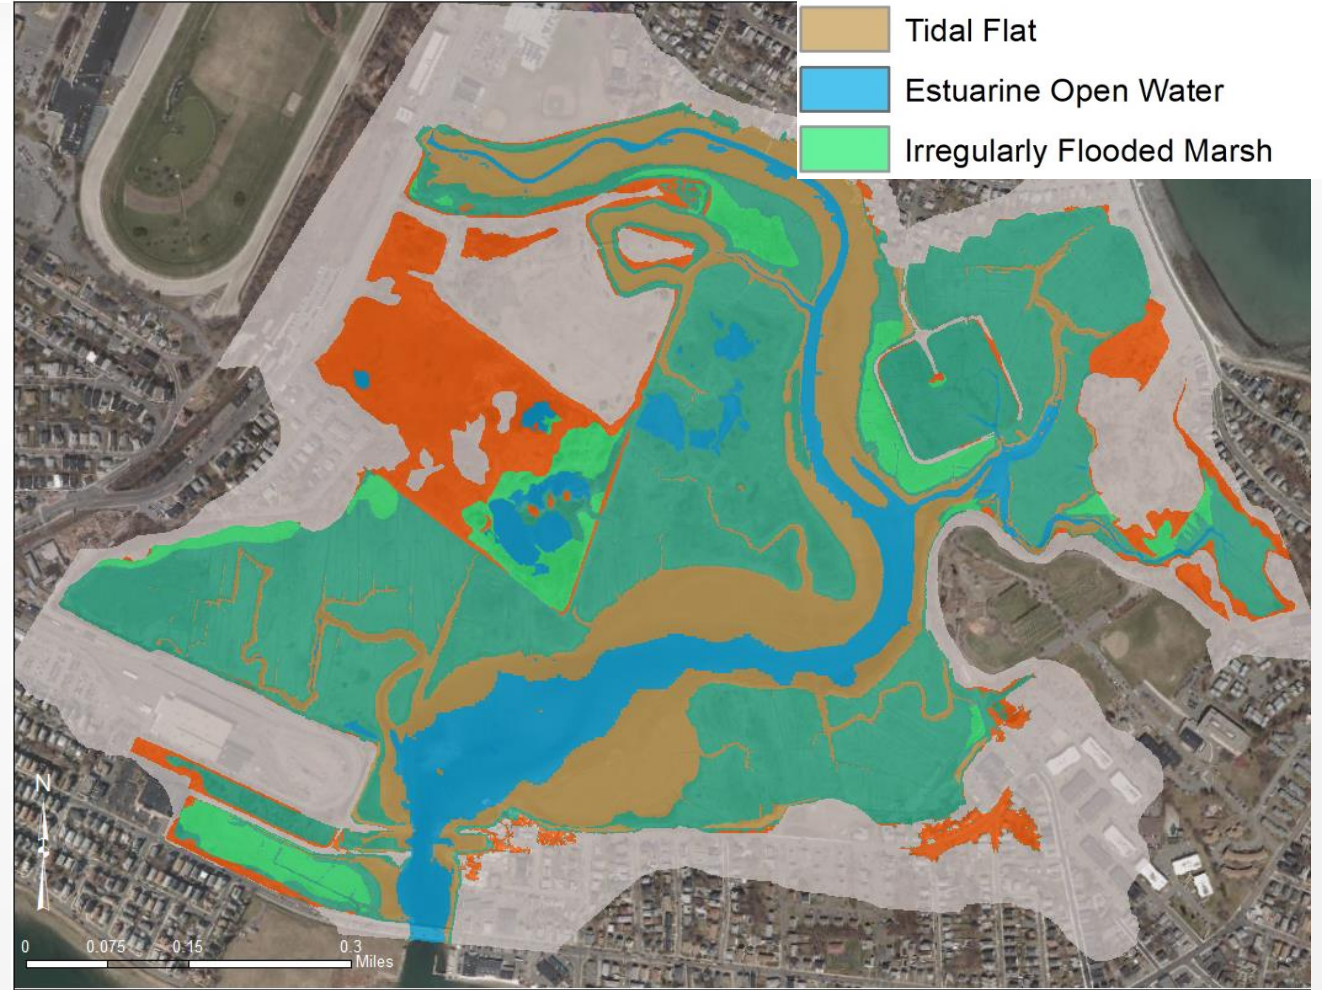 Tidal Flat
Estuarine Open Water
Irregularly Flooded Marsh
N
0 0.075 0.15 0.3
Miles